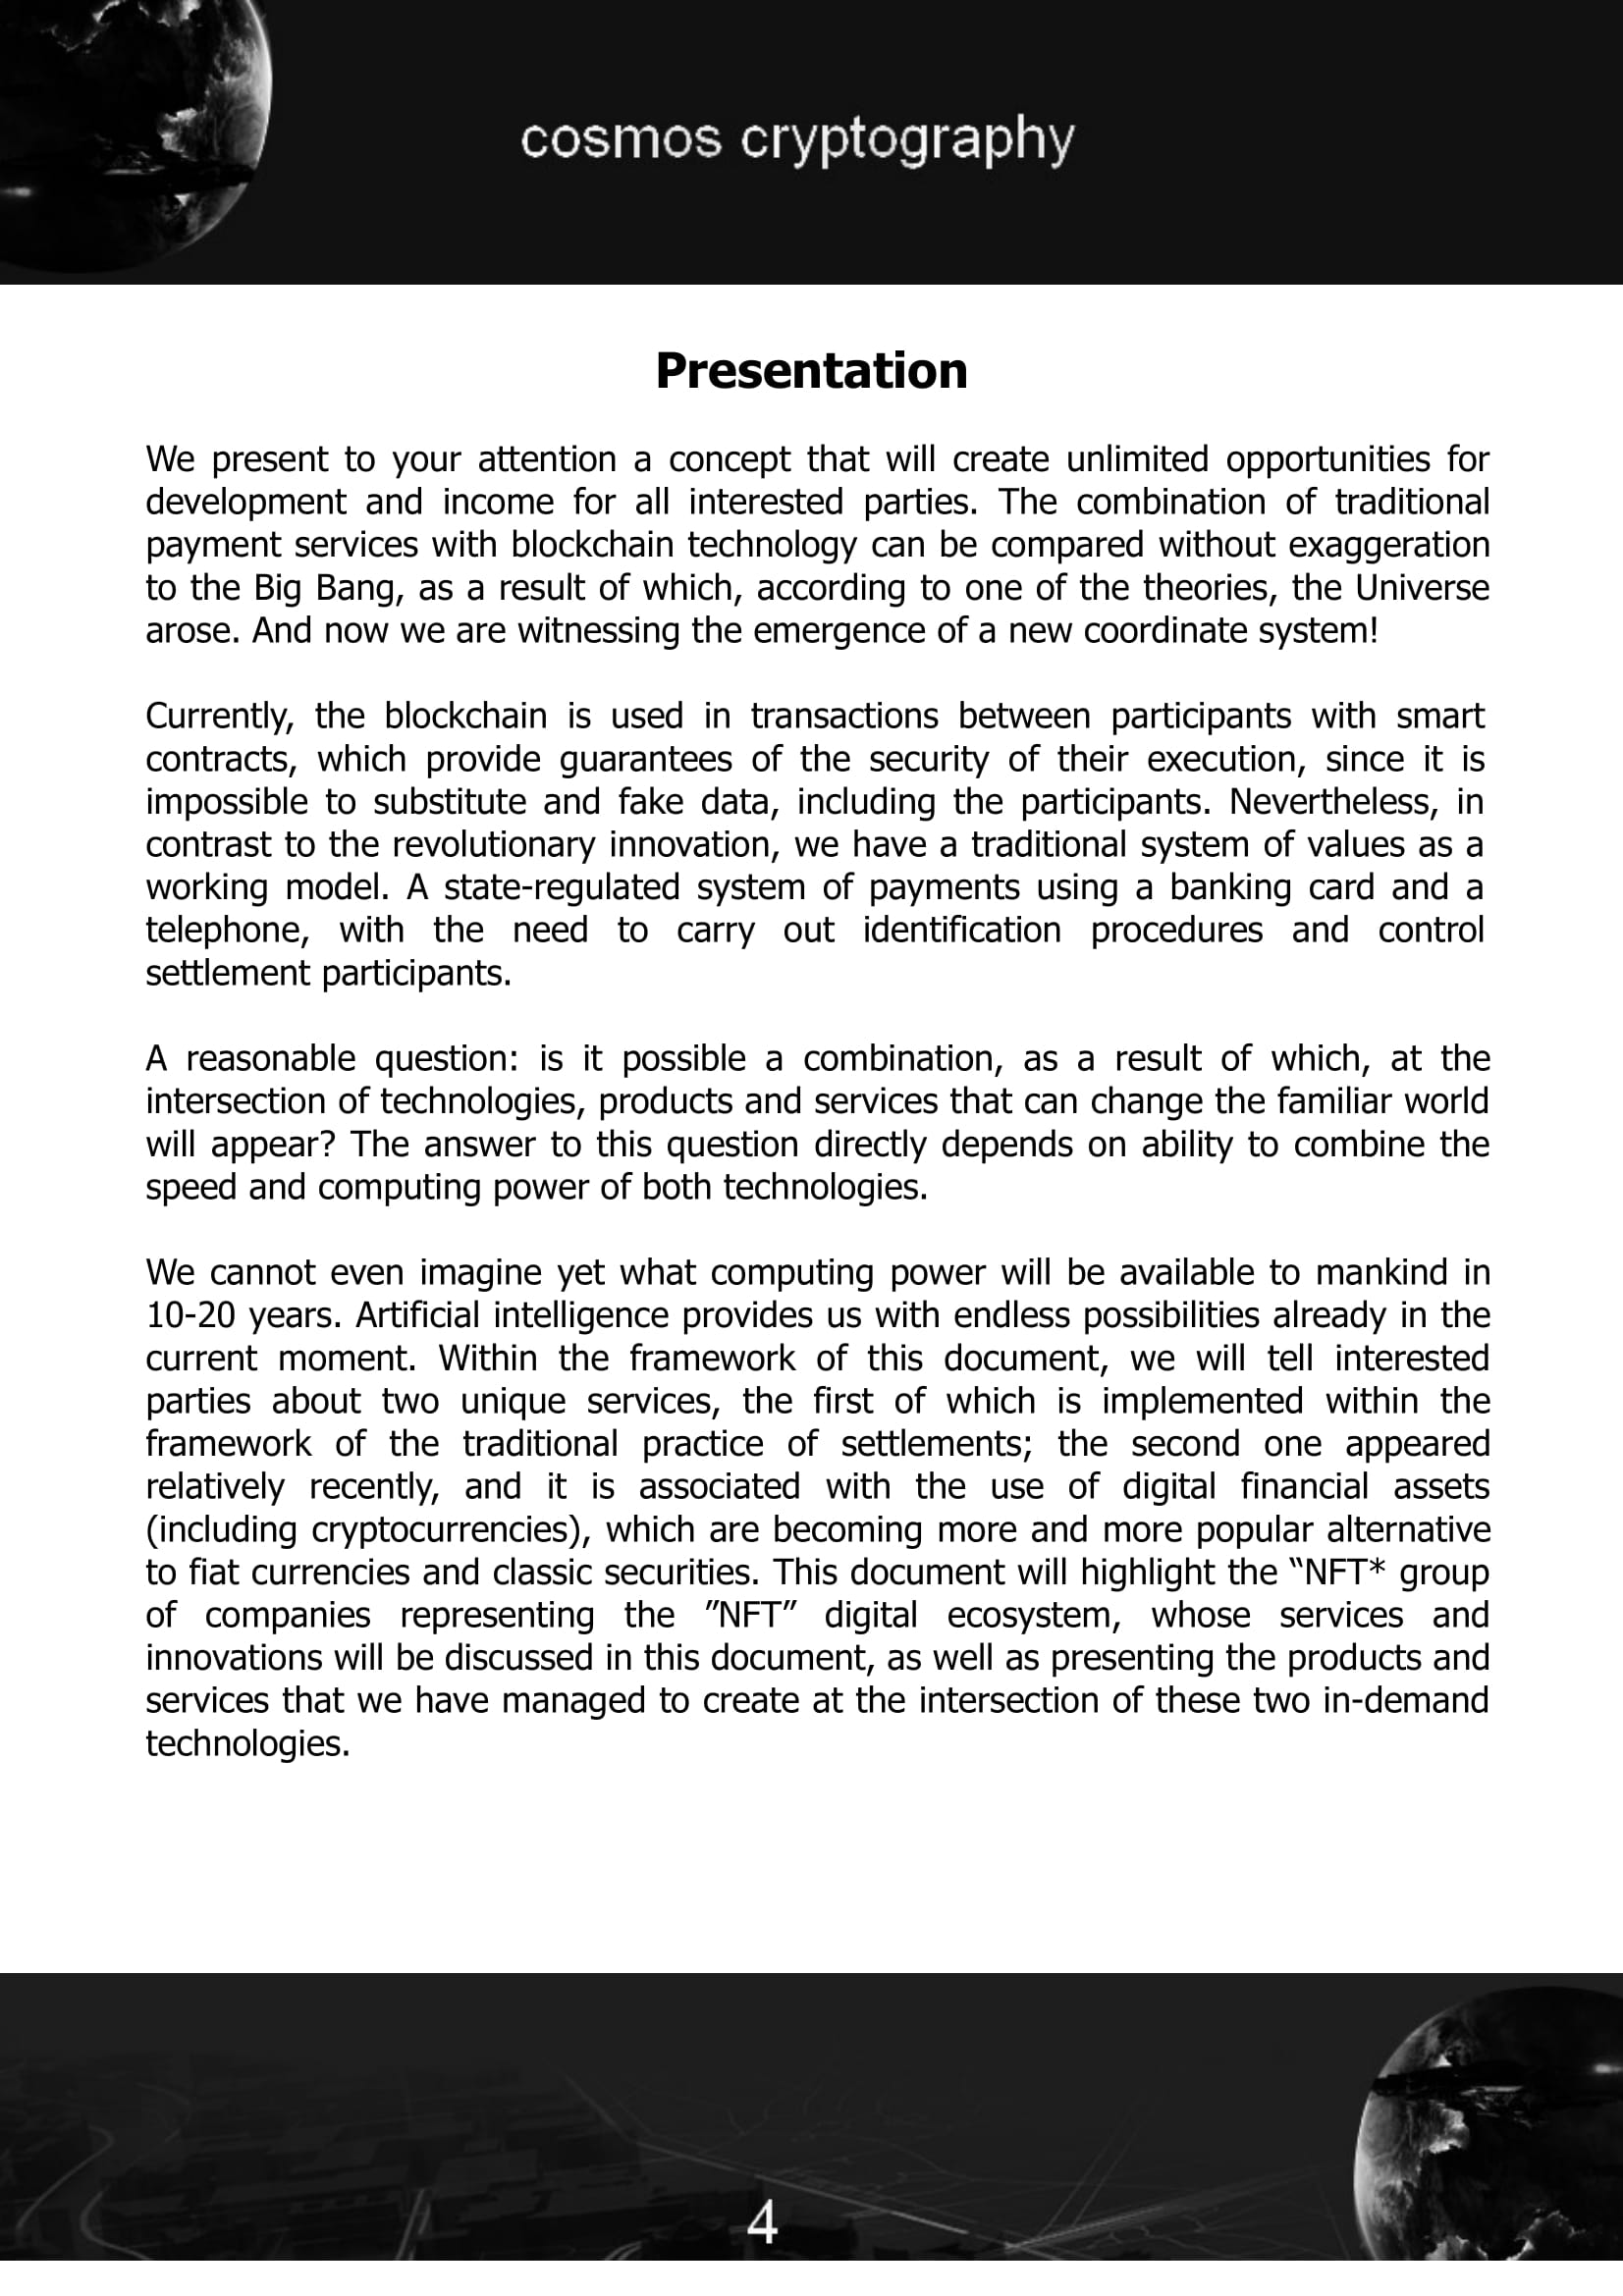 cosmos cryptography
Presentation
We present to your attention a concept that will create unlimited opportunities for
development and income for all interested parties. The combination of traditional
payment services with blockchain technology can be compared without exaggeration
to the Big Bang, as a result of which, according to one of the theories, the Universe
arose. And now we are witnessing the emergence of a new coordinate system!
Currently, the blockchain is used in transactions between participants with smart
contracts, which provide guarantees of the security of their execution, since it is
impossible to substitute and fake data, including the participants. Nevertheless, in
contrast to the revolutionary innovation, we have a traditional system of values as a
working model. A state-regulated system of payments using a banking card and a
telephone, with the need to carry out identification procedures and control
settlement participants.
A reasonable question: is it possible a combination, as a result of which, at the
intersection of technologies, products and services that can change the familiar world
will appear? The answer to this question directly depends on ability to combine the
speed and computing power of both technologies.
We cannot even imagine yet what computing power will be available to mankind in
10-20 years. Artificial intelligence provides us with endless possibilities already in the
current moment. Within the framework of this document, we will tell interested
parties about two unique services, the first of which is implemented within the
framework of the traditional practice of settlements; the second one appeared
relatively recently, and it is associated with the use of digital financial assets
(including cryptocurrencies), which are becoming more and more popular alternative
to fiat currencies and classic securities. This document will highlight the “NFT* group
of companies representing the ”NFT” digital ecosystem, whose services and
innovations will be discussed in this document, as well as presenting the products and
services that we have managed to create at the intersection of these two in-demand
technologies.
4